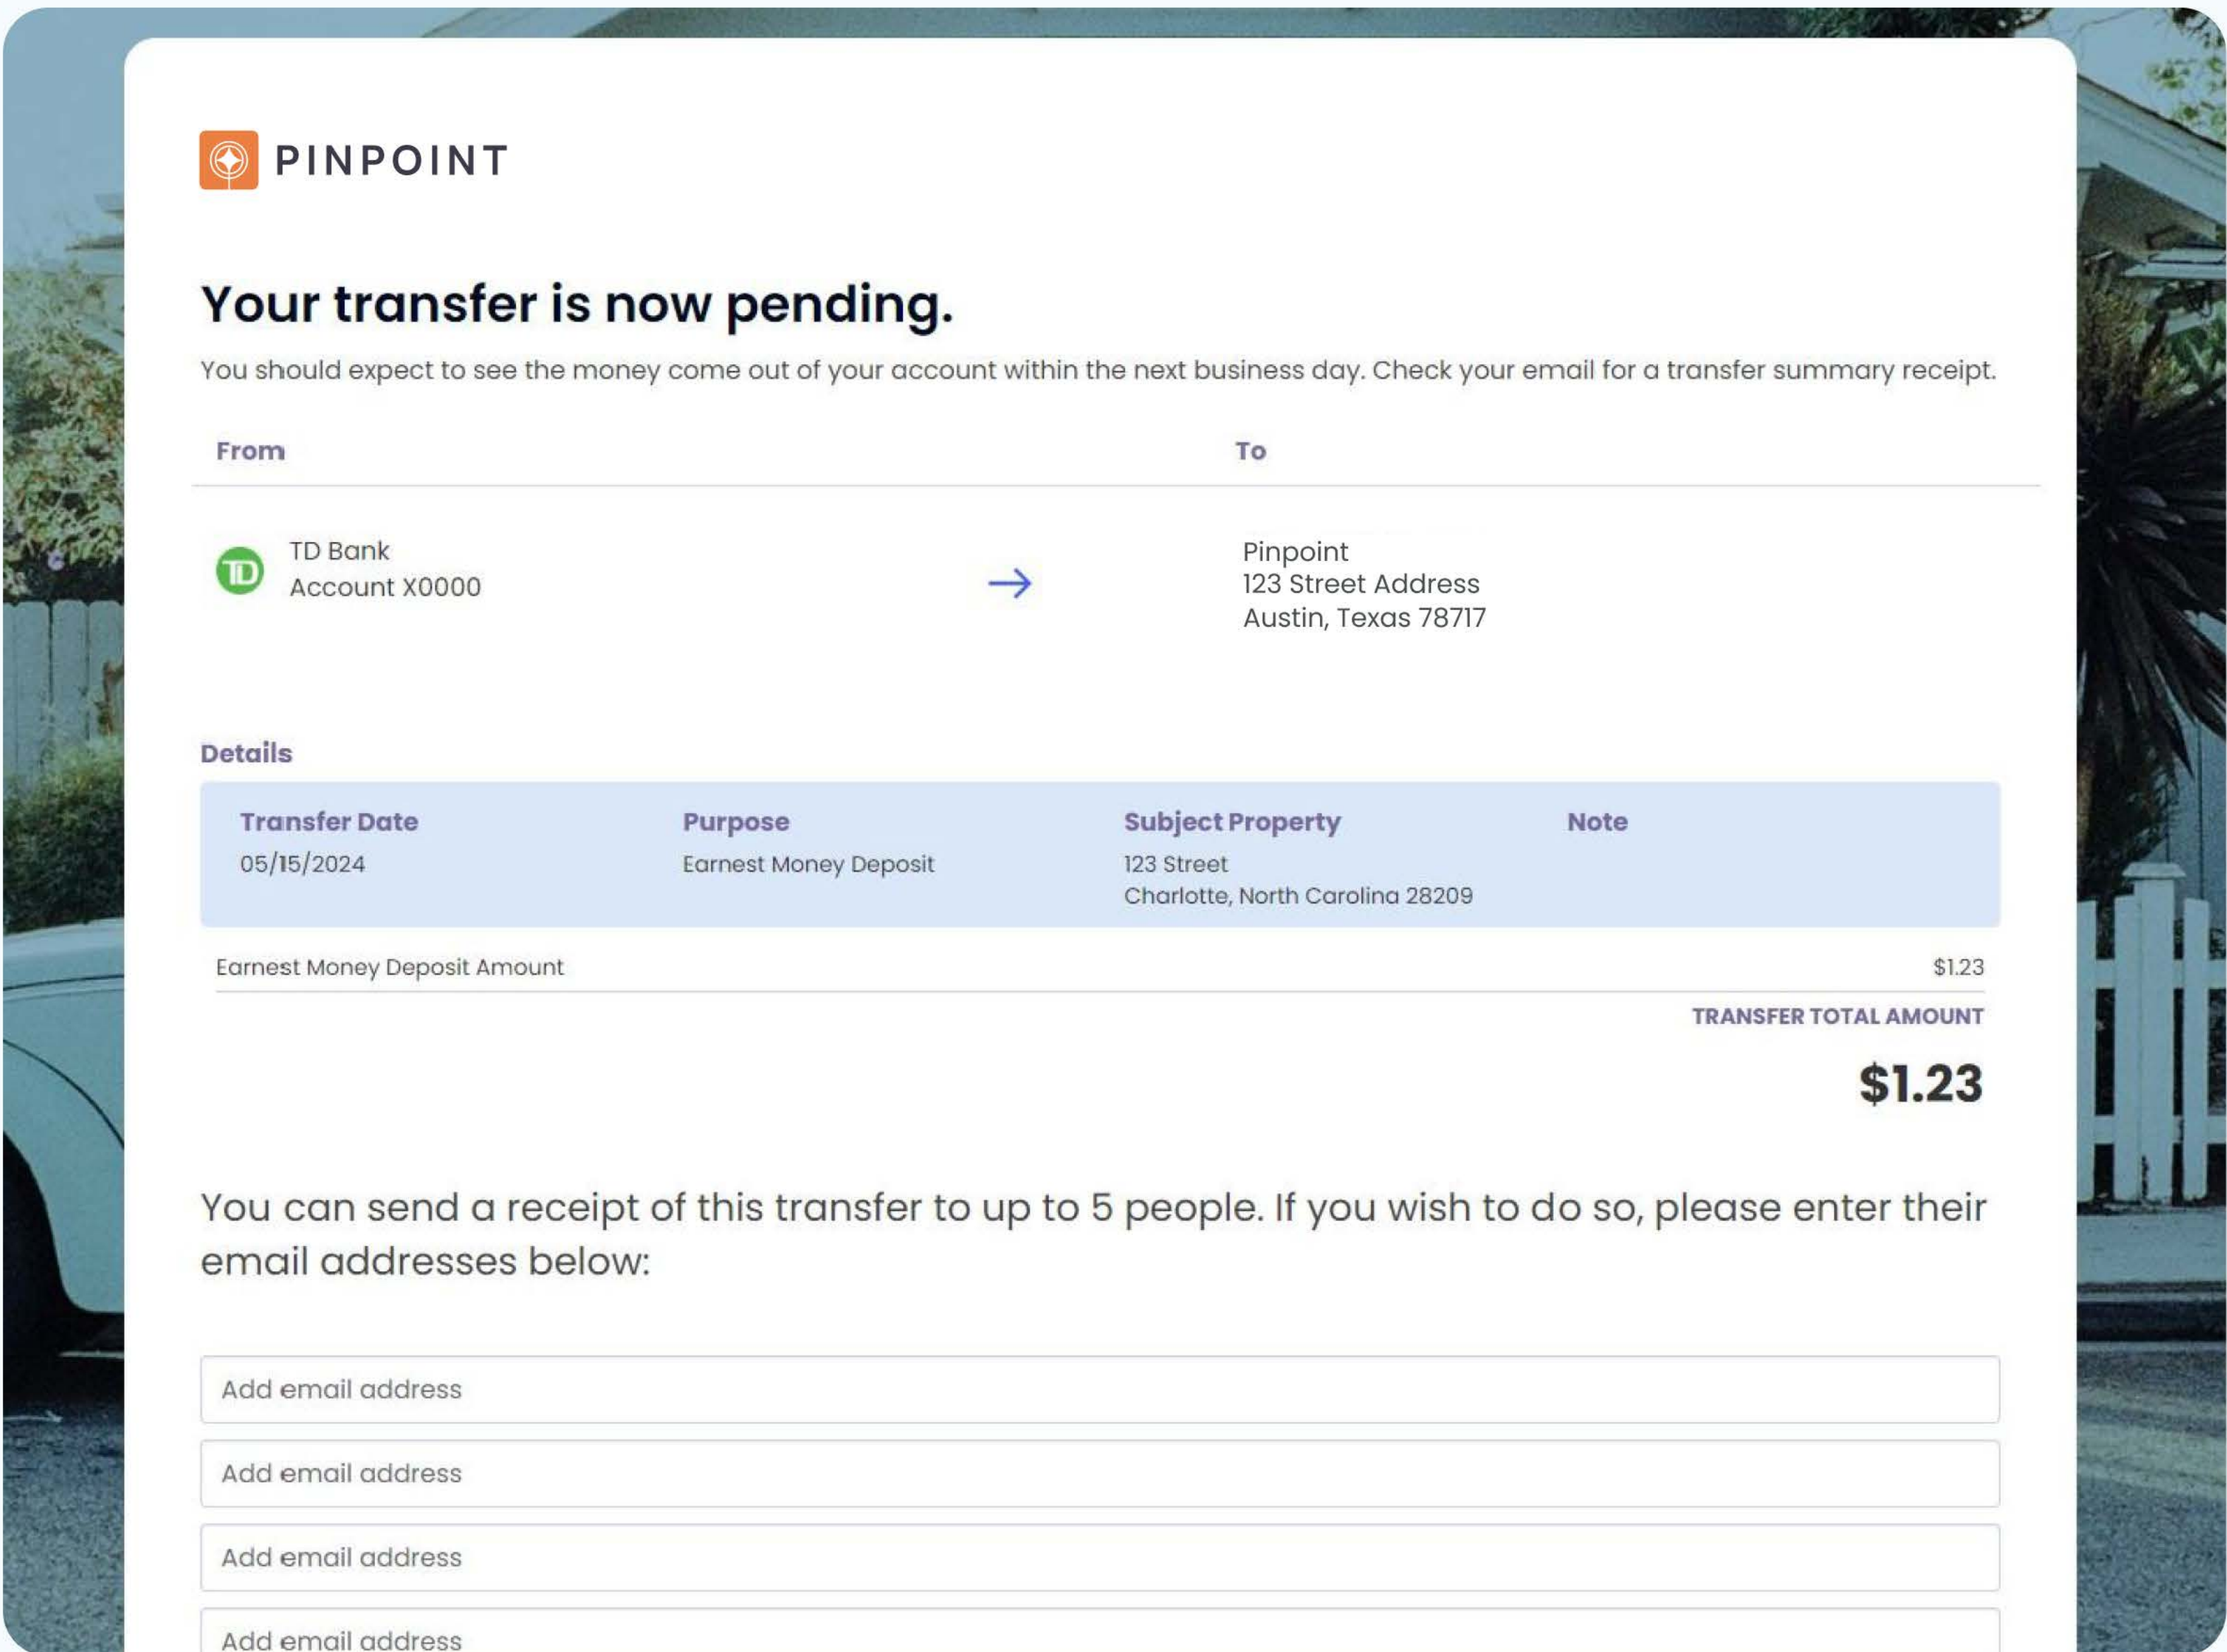 PINPOINT
Your transfer is now pending.
You should expect to see the money come out of your account within the next business day. Check your email for a transfer summary receipt.
From
To
TD
TD Bank
Account X0000
Pinpoint
123 Street Address
Austin, Texas 78717
Details
Transfer Date
Purpose
Subject Property
Note
05/15/2024
Earnest Money Deposit
123 Street
Charlotte, North Carolina 28209
Earnest Money Deposit Amount
$1.23
TRANSFER TOTAL AMOUNT
$1.23
You can send a receipt of this transfer to up to 5 people. If you wish to do so, please enter their
email addresses below:
Add email address
Add email address
Add email address
Add email address